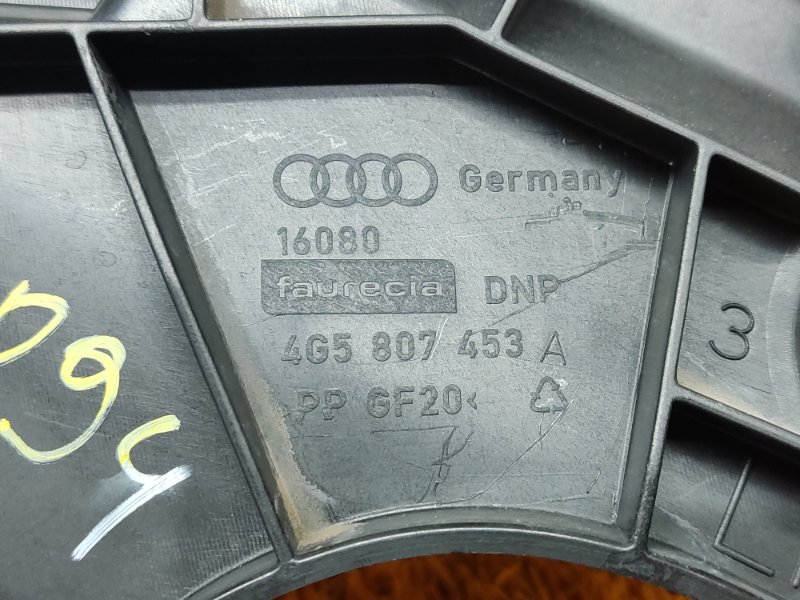 Germany
16080
faurecia DNP
4G5 807 453 A
>PP GF20<
3